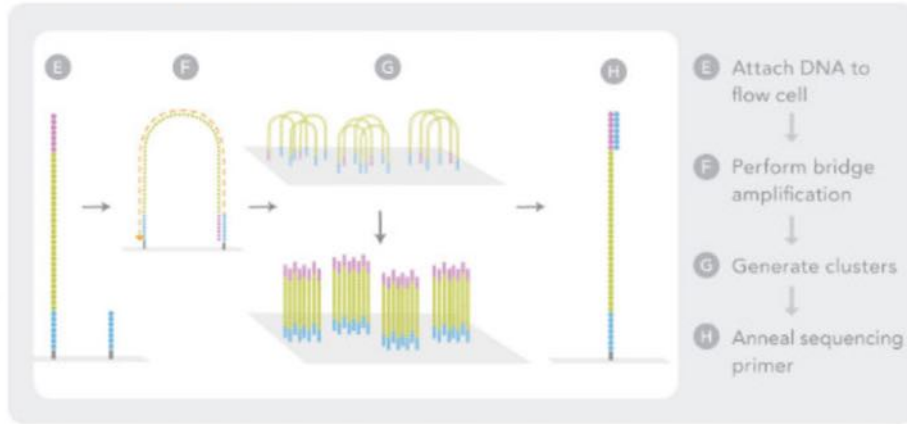 E
F
G
H
E Attach DNA to
flow cell
F Perform bridge
amplification
G Generate clusters
H Anneal sequencing
primer